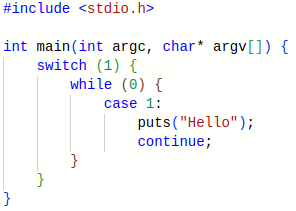 #include <stdio.h>

int main(int argc, char* argv[]) {
    switch (1) {
        while (0) {
            case 1:
                puts("Hello");
                continue;
        }
    }
}